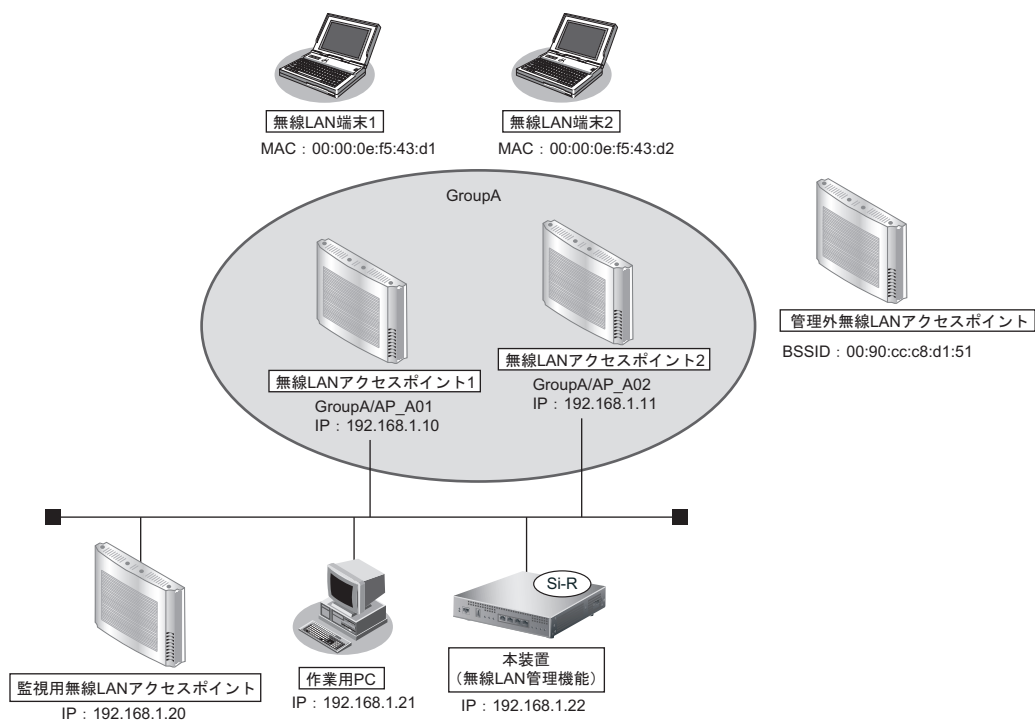 無線LAN端末1
MAC：00:00:0e:f5:43:d1
無線LAN端末2
MAC：00:00:0e:f5:43:d2
GroupA
無線LANアクセスポイント1
GroupA/AP_A01
IP：192.168.1.10
無線LANアクセスポイント2
GroupA/AP_A02
IP：192.168.1.11
管理外無線LANアクセスポイント
BSSID：00:90:cc:c8:d1:51
監視用無線LANアクセスポイント
IP：192.168.1.20
作業用PC
IP：192.168.1.21
Si-R
本装置
（無線LAN管理機能）
IP：192.168.1.22